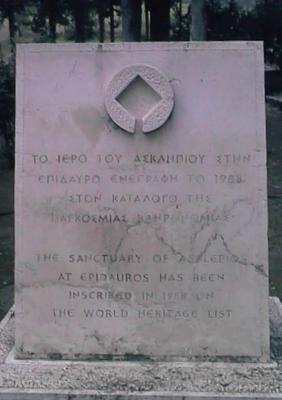 ΤΟ ΙΕΡΟ ΤΟΥ ΑΣΚΛΗΠΙΟΥ ΣΤΗΝ
ΕΠΙΔΑΥΡΟ ΕΝΕΓΡΑΦΗ ΤΟ 1988
ΣΤΟΝ ΚΑΤΑΛΟΓΟ ΤΗΣ
ΠΑΓΚΟΣΜΙΑΣ ΚΛΗΡΟΝΟΜΙΑΣ
THE SANCTUARY OF ASKLEPIOS
AT EPIDAUROS HAS BEEN
INSCRIBED IN 1988 ON
THE WORLD HERITAGE LIST